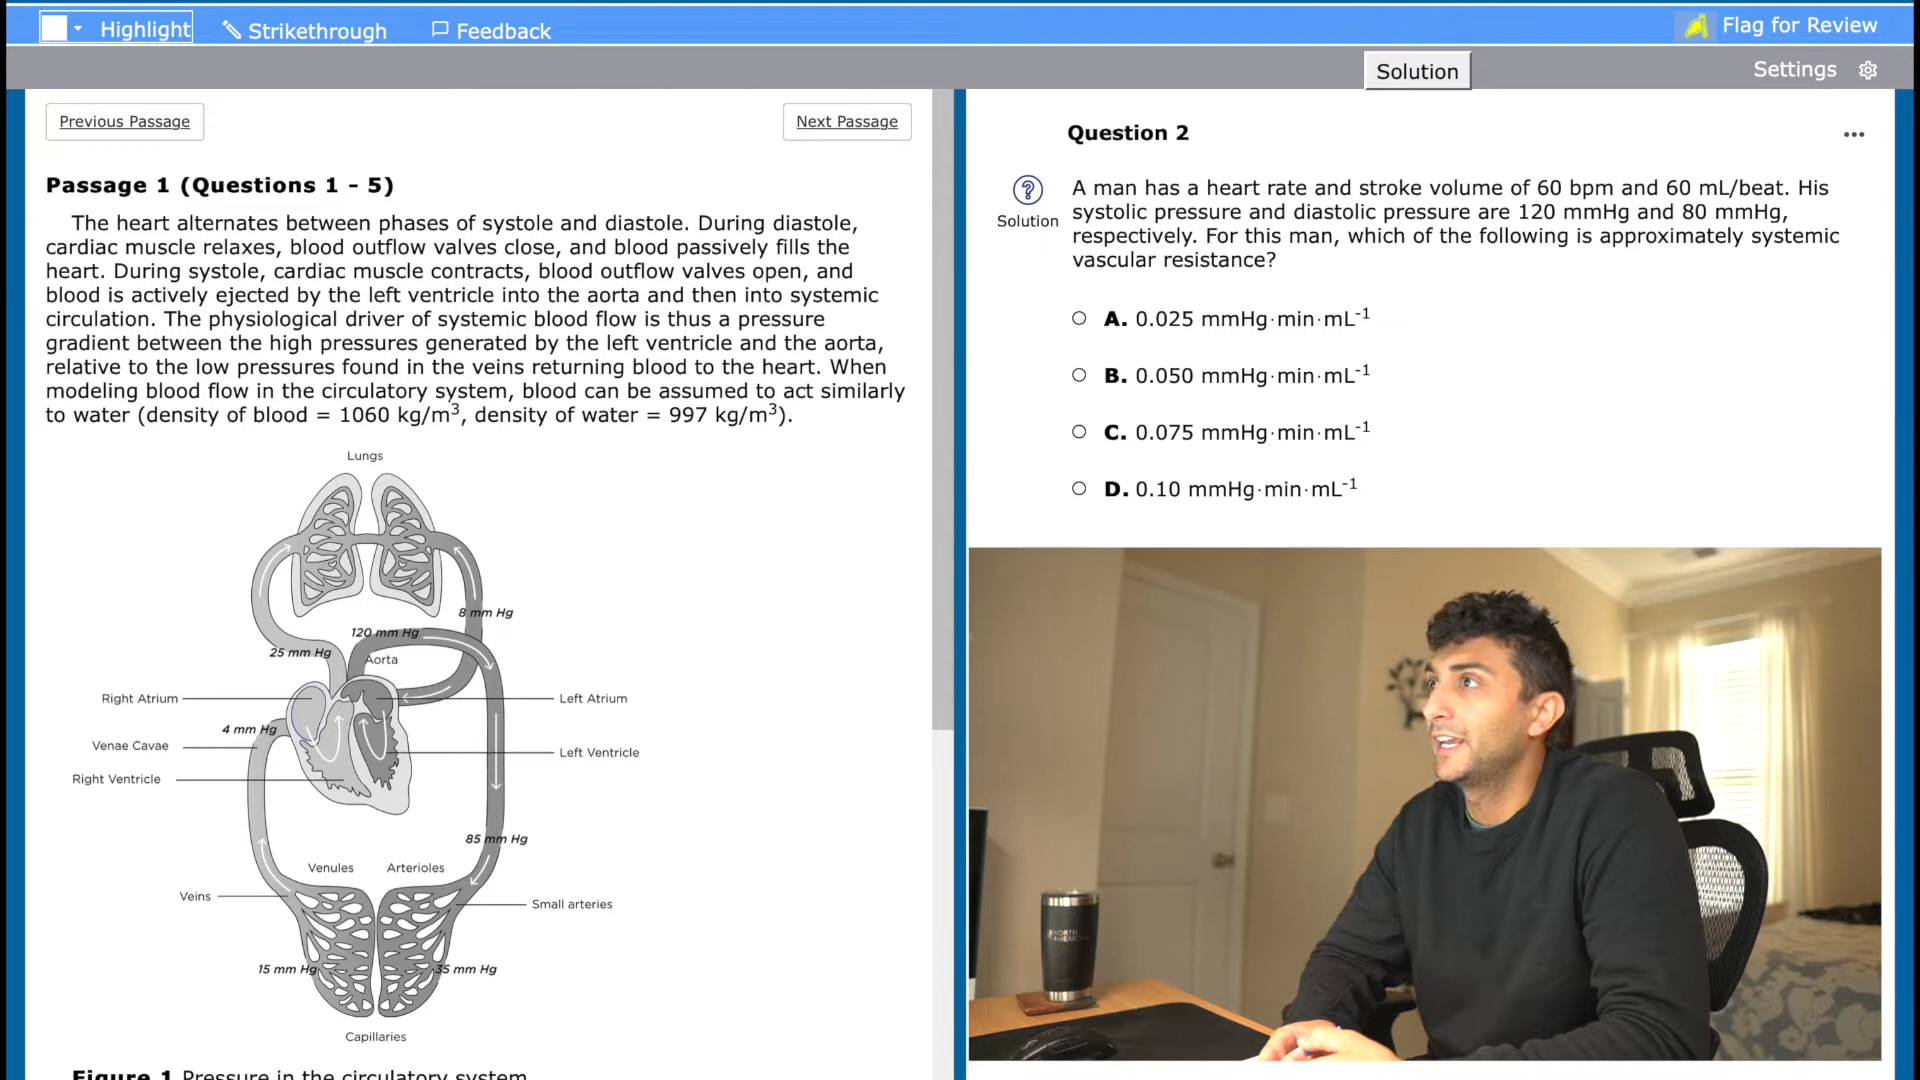 Highlight
Strikethrough
Feedback
Flag for Review
Solution
Settings
Previous Passage
Next Passage
Passage 1 (Questions 1 - 5)
The heart alternates between phases of systole and diastole. During diastole,
cardiac muscle relaxes, blood outflow valves close, and blood passively fills the
heart. During systole, cardiac muscle contracts, blood outflow valves open, and
blood is actively ejected by the left ventricle into the aorta and then into systemic
circulation. The physiological driver of systemic blood flow is thus a pressure
gradient between the high pressures generated by the left ventricle and the aorta,
relative to the low pressures found in the veins returning blood to the heart. When
modeling blood flow in the circulatory system, blood can be assumed to act similarly
to water (density of blood = 1060 kg/m³, density of water = 997 kg/m³).
Lungs
8 mm Hg
120 mm Hg
25 mm Hg
Aorta
Right Atrium
Left Atrium
4 mm Hg
Venae Cavae
Left Ventricle
Right Ventricle
85 mm Hg
Venules
Arterioles
Veins
Small arteries
15 mm Hg
35 mm Hg
Capillaries
Figure 1 Pressure in the circulatory system
Question 2
Solution
A man has a heart rate and stroke volume of 60 bpm and 60 mL/beat. His
systolic pressure and diastolic pressure are 120 mmHg and 80 mmHg,
respectively. For this man, which of the following is approximately systemic
vascular resistance?
A. 0.025 mmHg·min·mL⁻¹
B. 0.050 mmHg·min·mL⁻¹
C. 0.075 mmHg·min·mL⁻¹
D. 0.10 mmHg·min·mL⁻¹